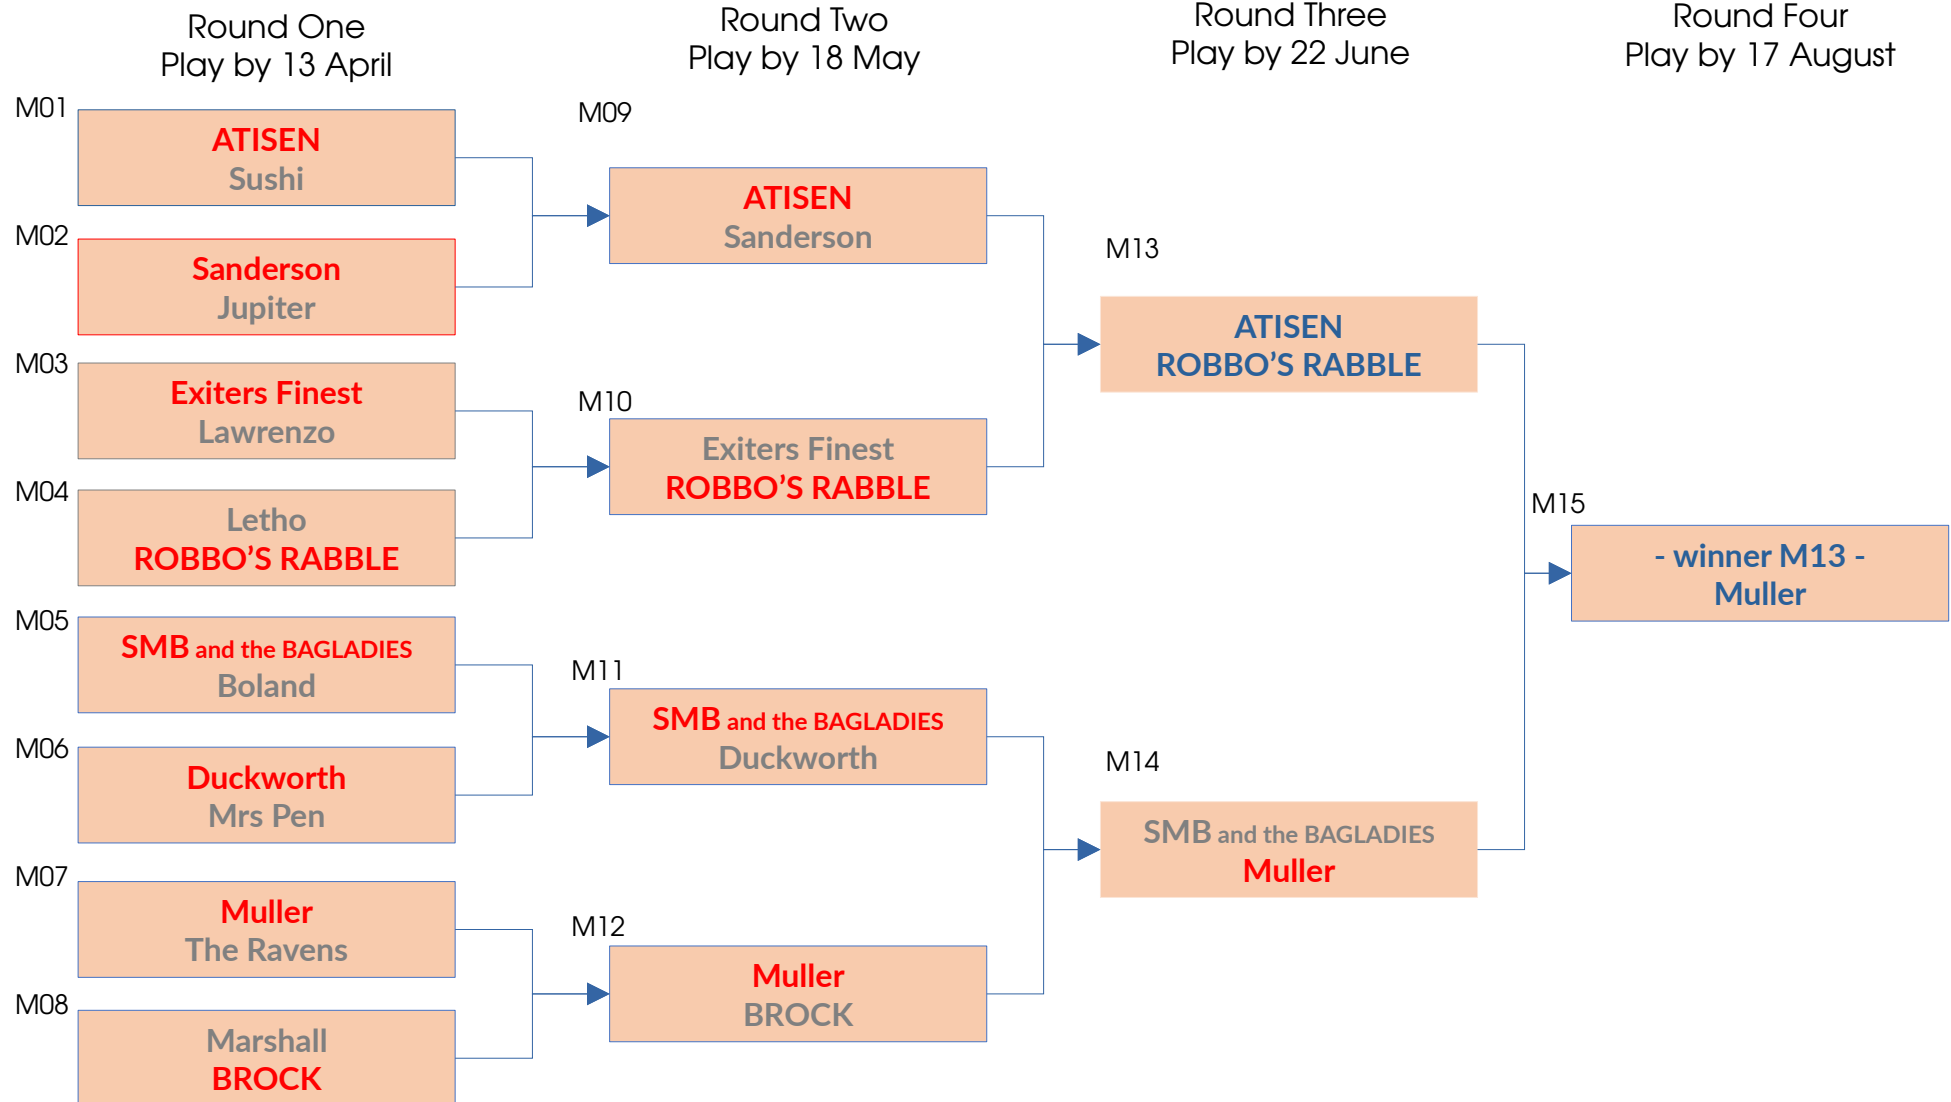 Round One
Play by 13 April
Round Two
Play by 18 May
Round Three
Play by 22 June
Round Four
Play by 17 August
M01
ATISEN
Sushi
M02
Sanderson
Jupiter
M03
Exiters Finest
Lawrenzo
M04
Letho
ROBBO'S RABBLE
M05
SMB and the BAGLADIES
Boland
M06
Duckworth
Mrs Pen
M07
Muller
The Ravens
M08
Marshall
BROCK
M09
ATISEN
Sanderson
M10
Exiters Finest
ROBBO'S RABBLE
M11
SMB and the BAGLADIES
Duckworth
M12
Muller
BROCK
M13
ATISEN
ROBBO'S RABBLE
M14
SMB and the BAGLADIES
Muller
M15
- winner M13 -
Muller